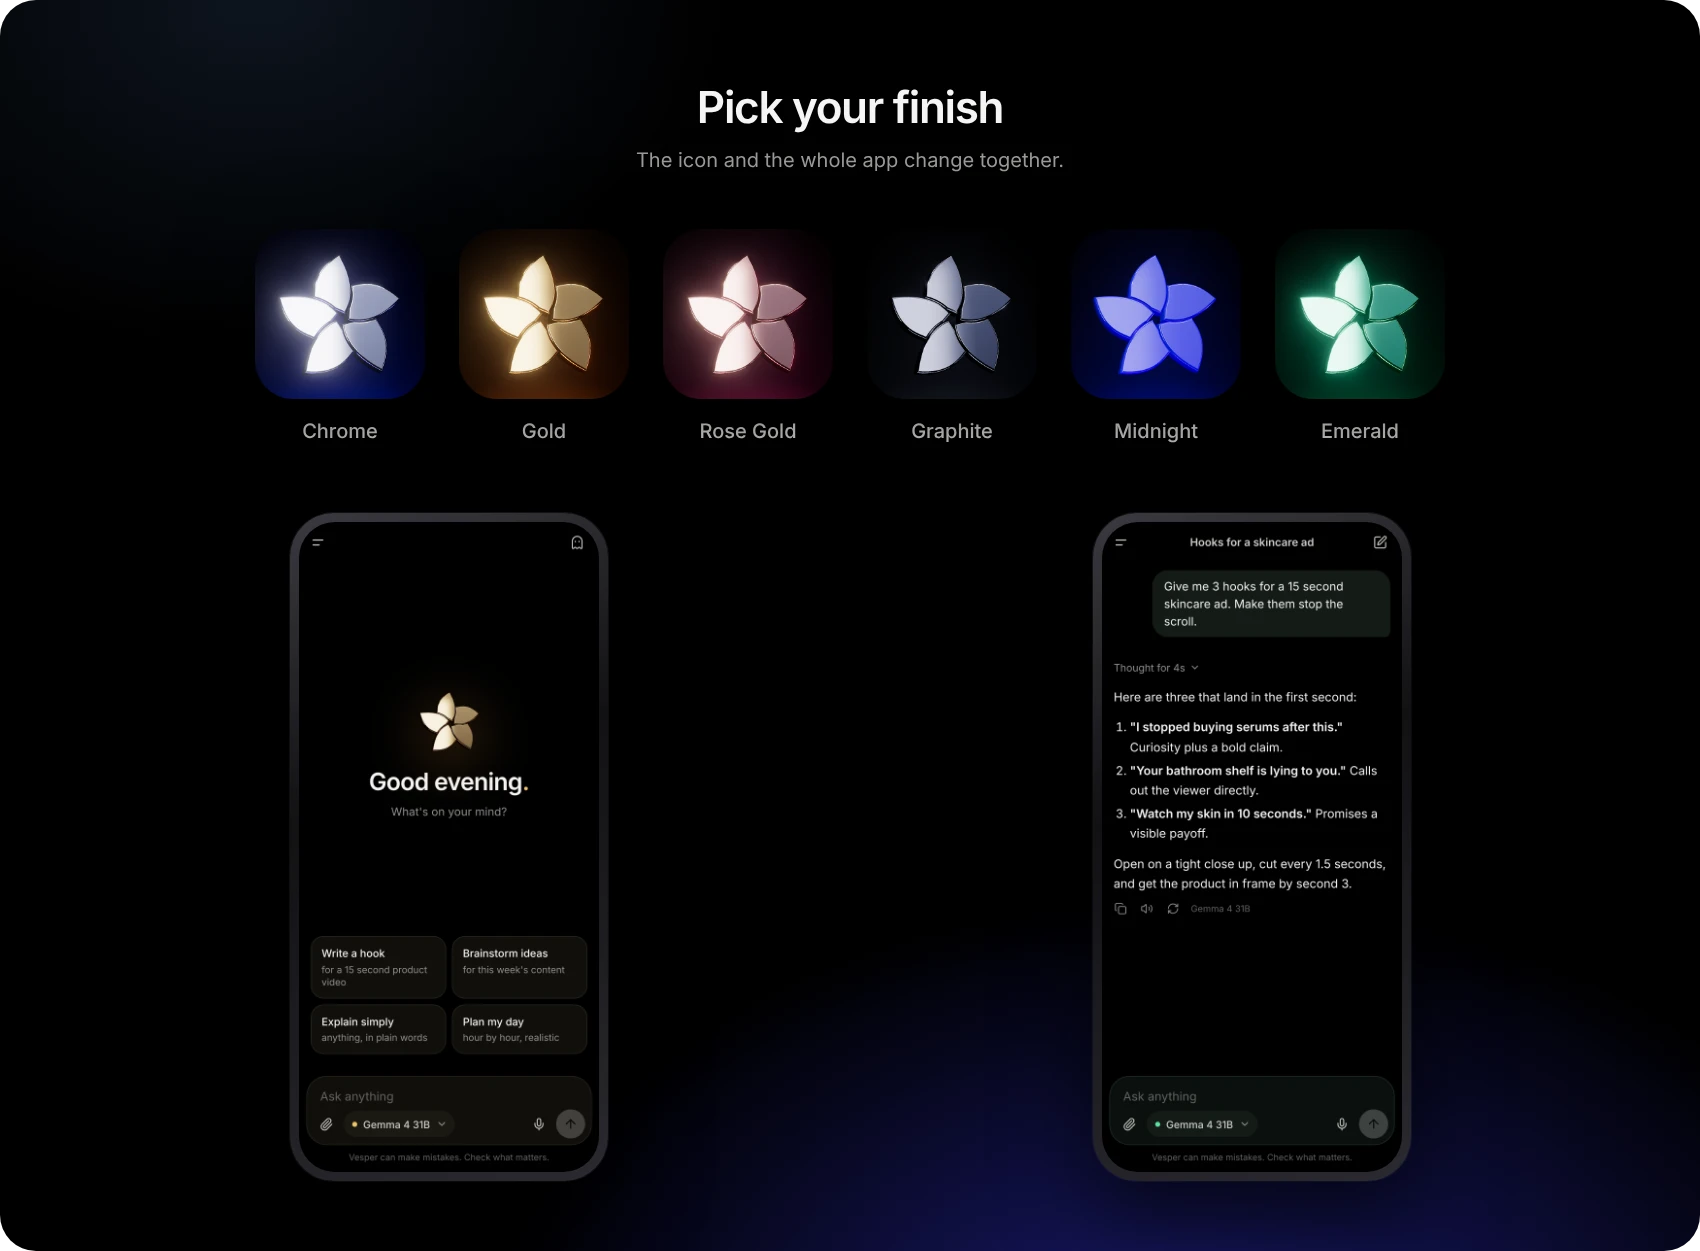 Pick your finish
The icon and the whole app change together.
Chrome
Gold
Rose Gold
Graphite
Midnight
Emerald
Good evening.
What's on your mind?
Write a hook
for a 15 second product
video
Brainstorm ideas
for this week's content
Explain simply
anything, in plain words
Plan my day
hour by hour, realistic
Ask anything
Gemma 4 31B
Vesper can make mistakes. Check what matters.
Hooks for a skincare ad
Give me 3 hooks for a 15 second
skincare ad. Make them stop the
scroll.
Thought for 4s
Here are three that land in the first second:
1. "I stopped buying serums after this."
Curiosity plus a bold claim.
2. "Your bathroom shelf is lying to you." Calls
out the viewer directly.
3. "Watch my skin in 10 seconds." Promises a
visible payoff.
Open on a tight close up, cut every 1.5 seconds,
and get the product in frame by second 3.
Gemma 4 31B
Ask anything
Gemma 4 31B
Vesper can make mistakes. Check what matters.